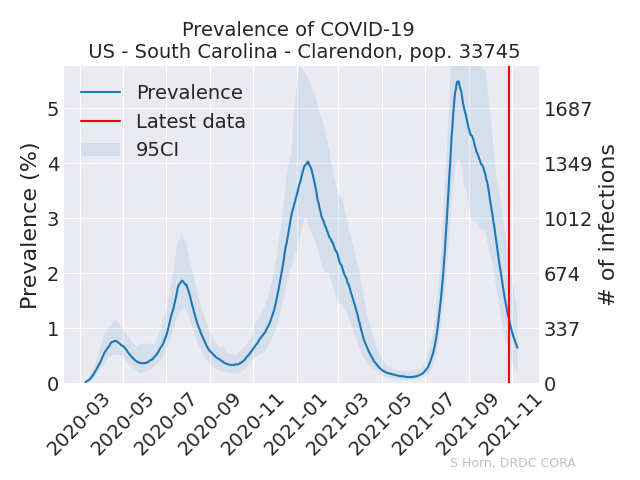 Prevalence of COVID-19
US - South Carolina - Clarendon, pop. 33745
Prevalence
Latest data
95CI
Prevalence (%)
5
4
3
2
1
0
1687
1349
1012
674
337
0
# of infections
2020-03
2020-05
2020-07
2020-09
2020-11
2021-01
2021-03
2021-05
2021-07
2021-09
2021-11
S Horn, DRDC CORA